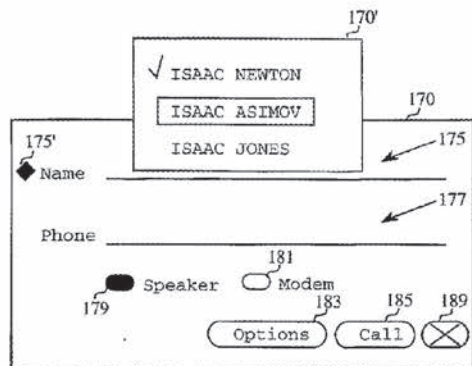 170'
ISAAC NEWTON
ISAAC ASIMOV
170
ISAAC JONES
175'
175
Name
177
Phone
181
Speaker Modem
179
183 185 189
Options Call